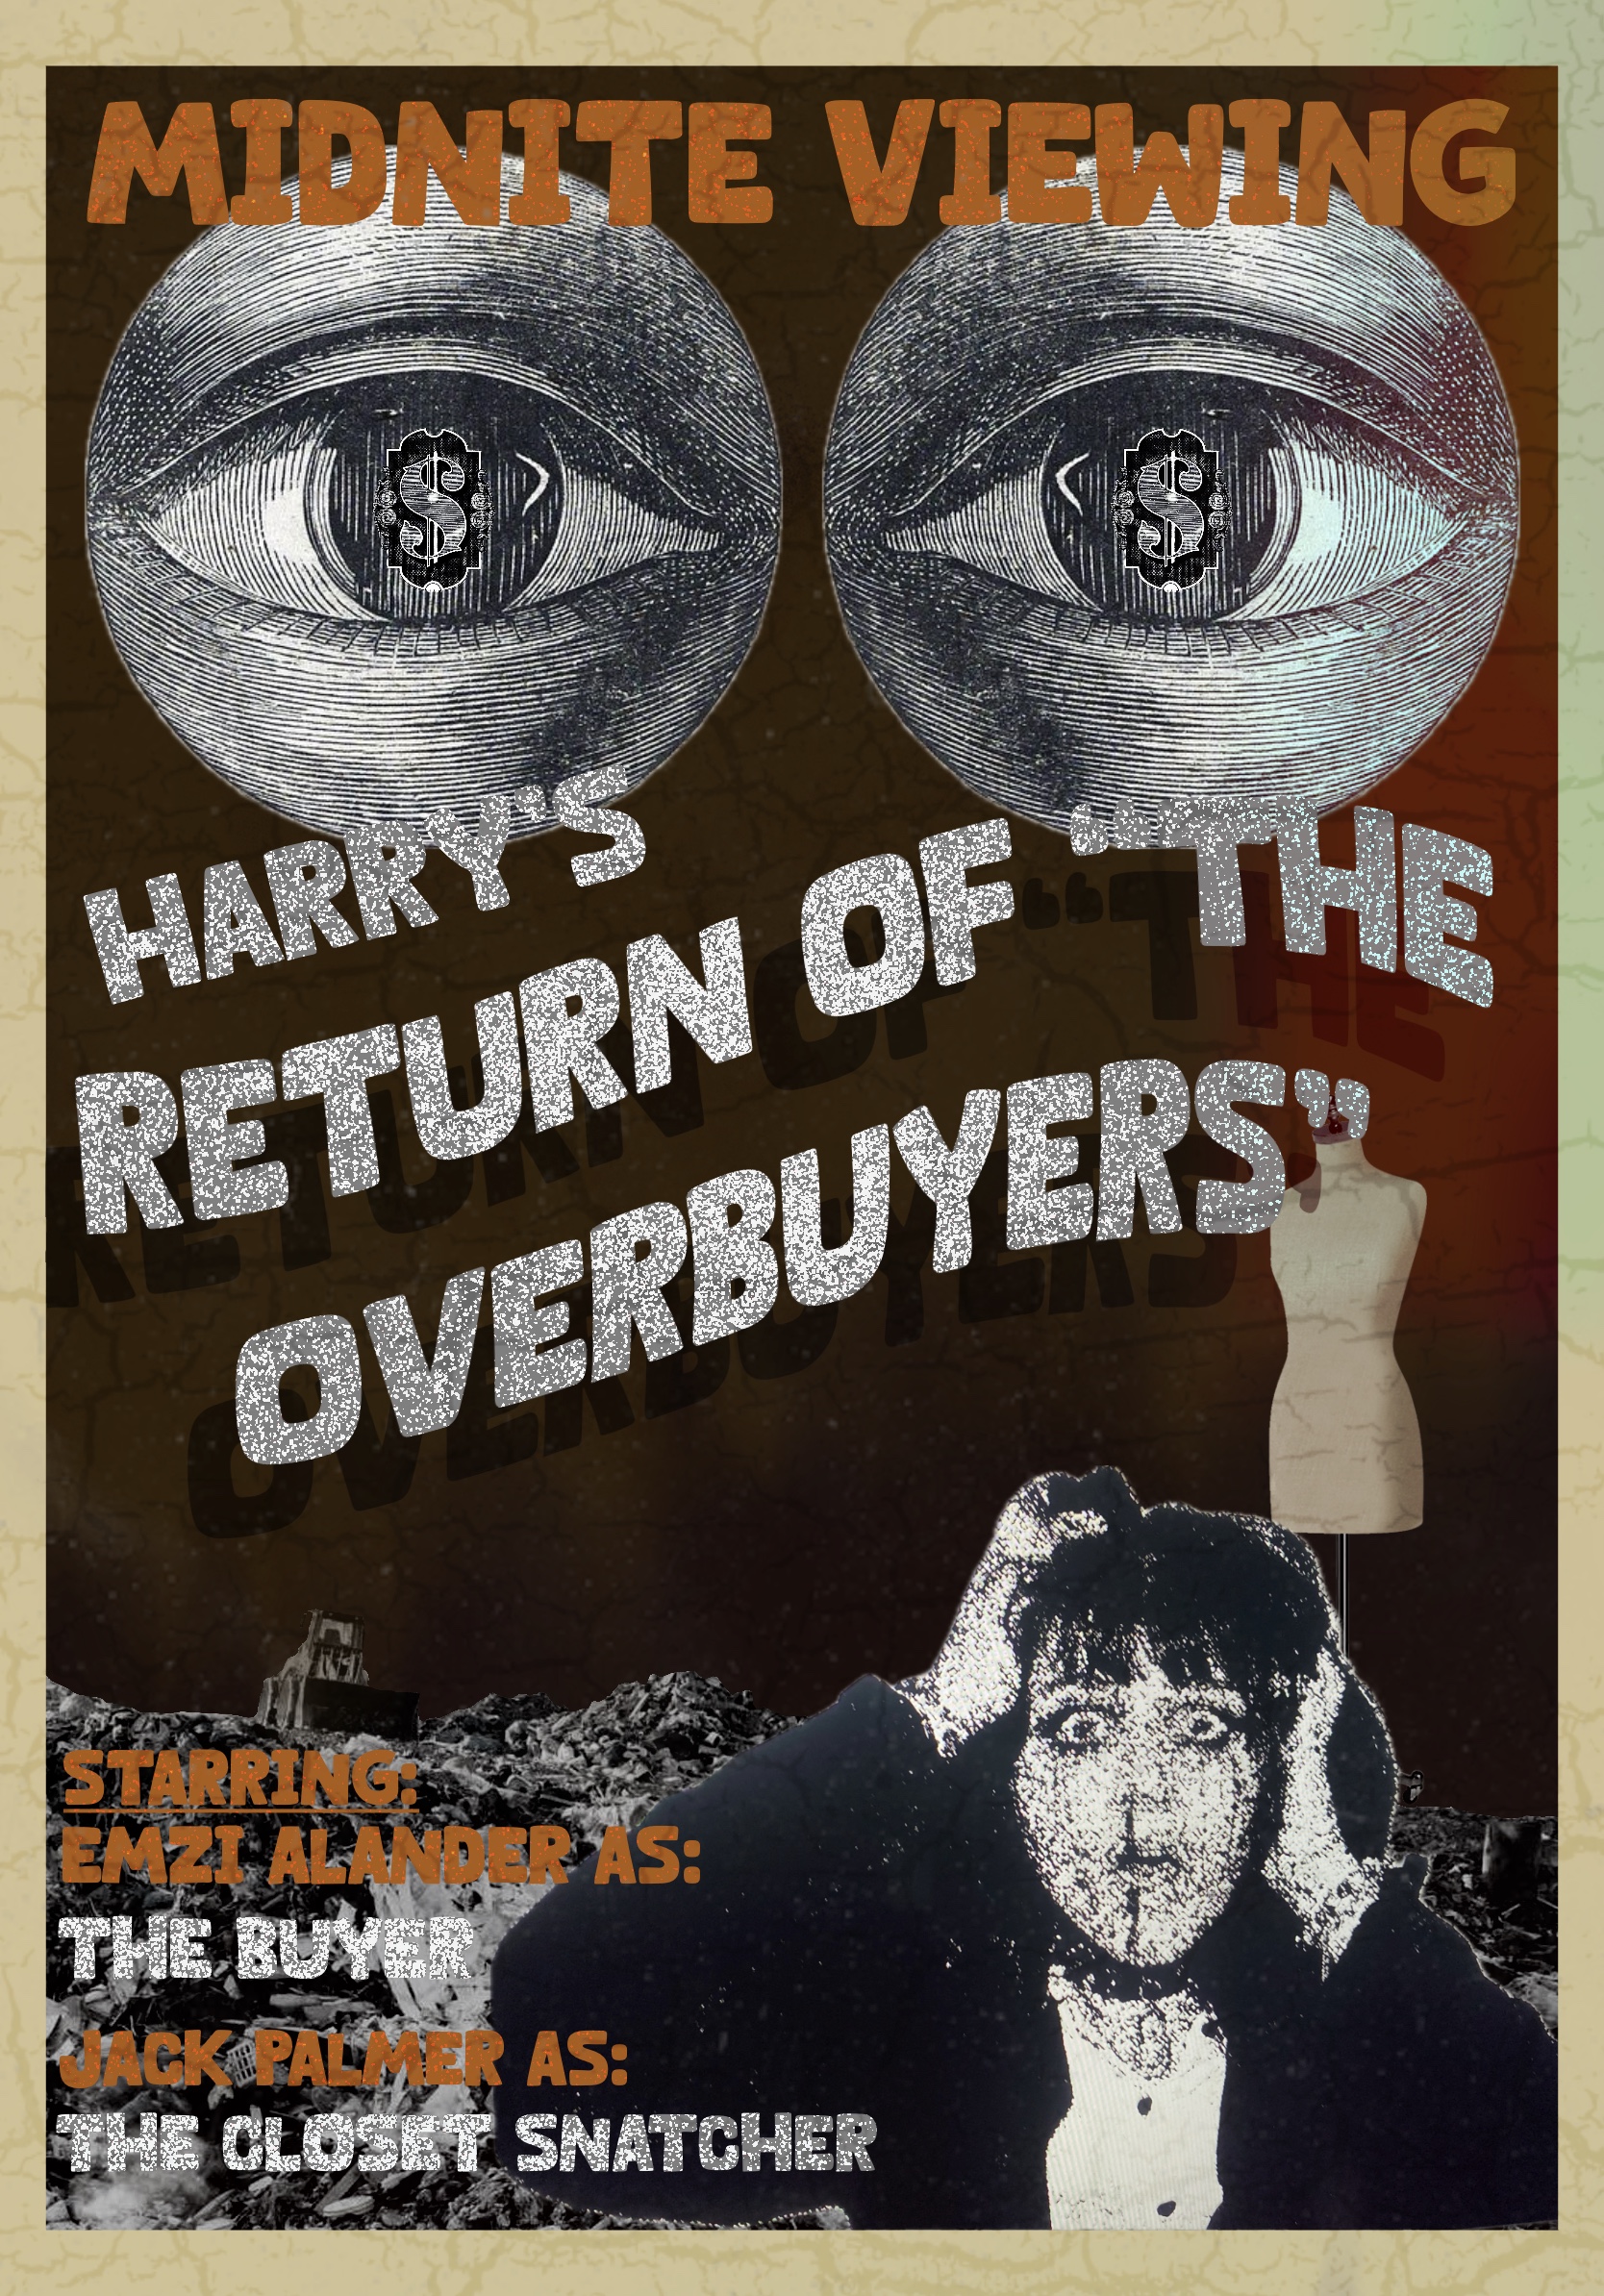 MIDNITE VIEWING
$ $
HARRY'S
RETURN OF "THE
OVERBUYERS"
STARRING:
EMZI ALANDER AS:
THE BUYER
JACK PALMER AS:
THE CLOSET SNATCHER